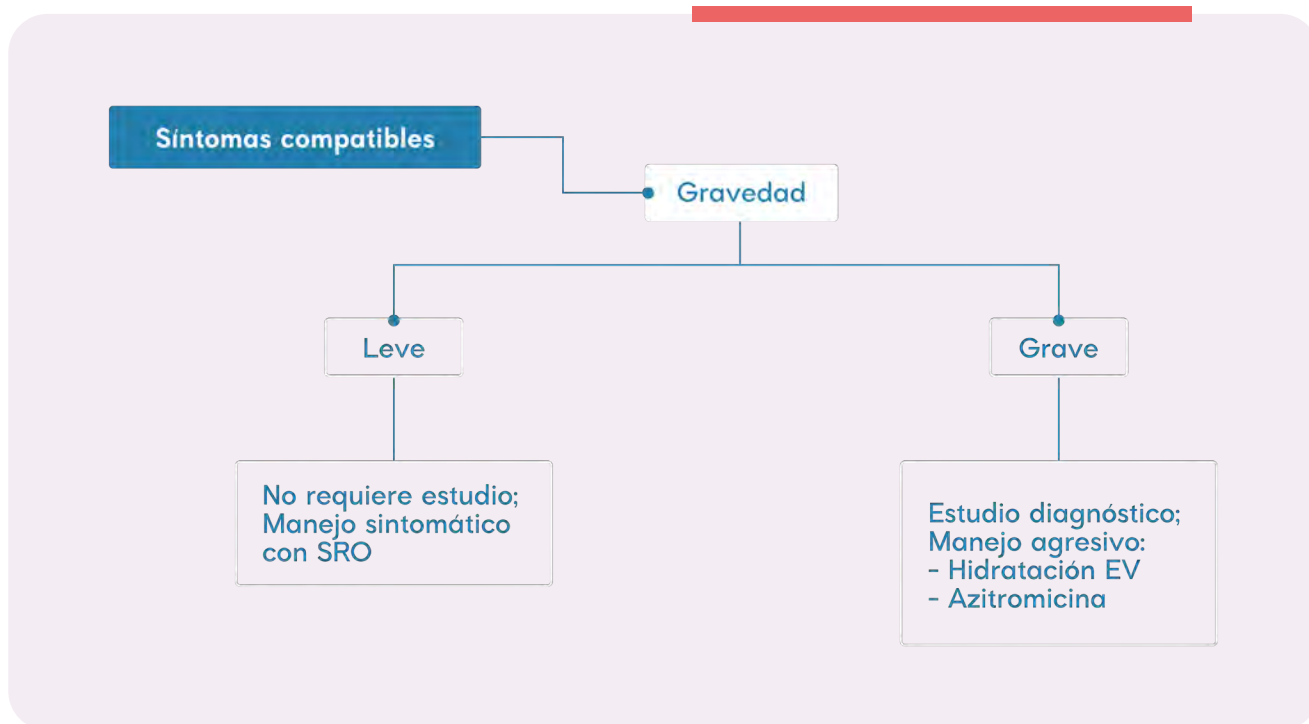 Síntomas compatibles
Gravedad
Leve
Grave
No requiere estudio;
Manejo sintomático
con SRO
Estudio diagnóstico;
Manejo agresivo:
- Hidratación EV
- Azitromicina